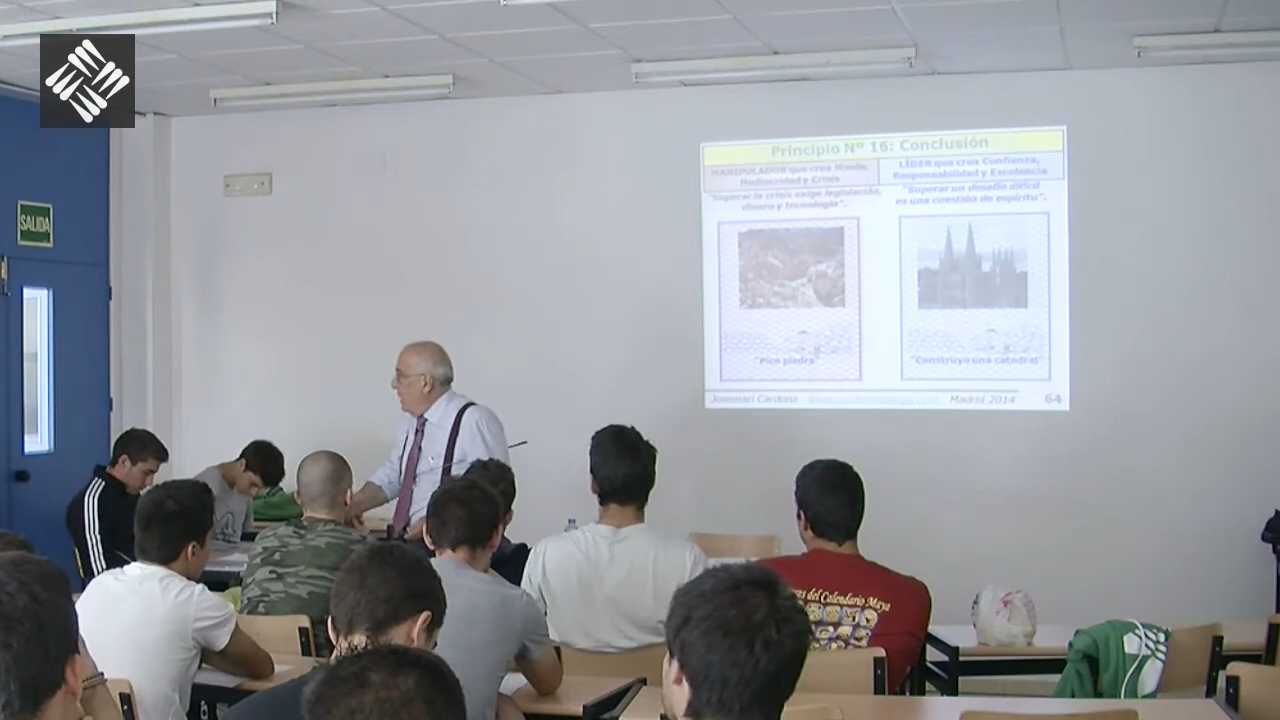 SALIDA
Principio Nº 16: Conclusión
MANIPULADOR que crea Miedo,
Mediocridad y Crisis
LÍDER que crea Confianza,
Responsabilidad y Excelencia
"Superar la crisis exige legislación,
dinero y tecnología".
"Superar un desafío difícil
es una cuestión de espíritu".
"Pico piedra"
"Construyo una catedral"
Josemari Cardona
Madrid 2014
64
es del Calendario Maya